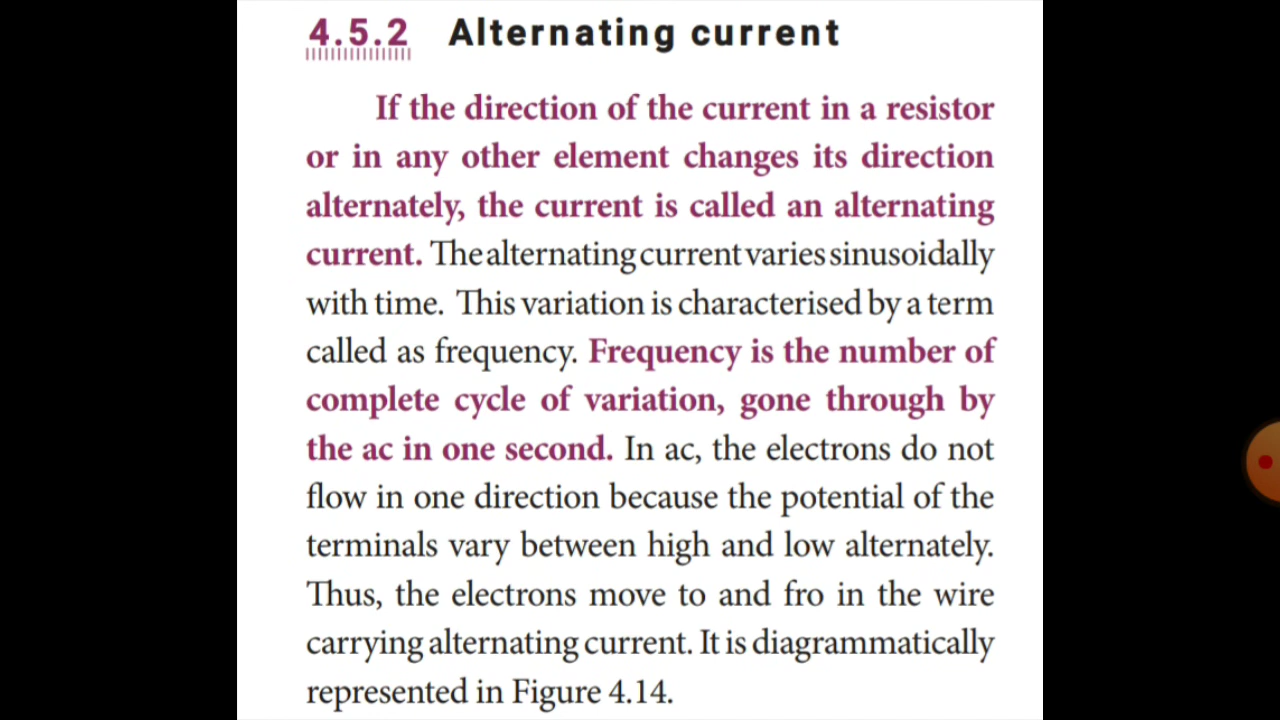 4.5.2 Alternating current
If the direction of the current in a resistor
or in any other element changes its direction
alternately, the current is called an alternating
current. The alternating current varies sinusoidally
with time. This variation is characterised by a term
called as frequency. Frequency is the number of
complete cycle of variation, gone through by
the ac in one second. In ac, the electrons do not
flow in one direction because the potential of the
terminals vary between high and low alternately.
Thus, the electrons move to and fro in the wire
carrying alternating current. It is diagrammatically
represented in Figure 4.14.